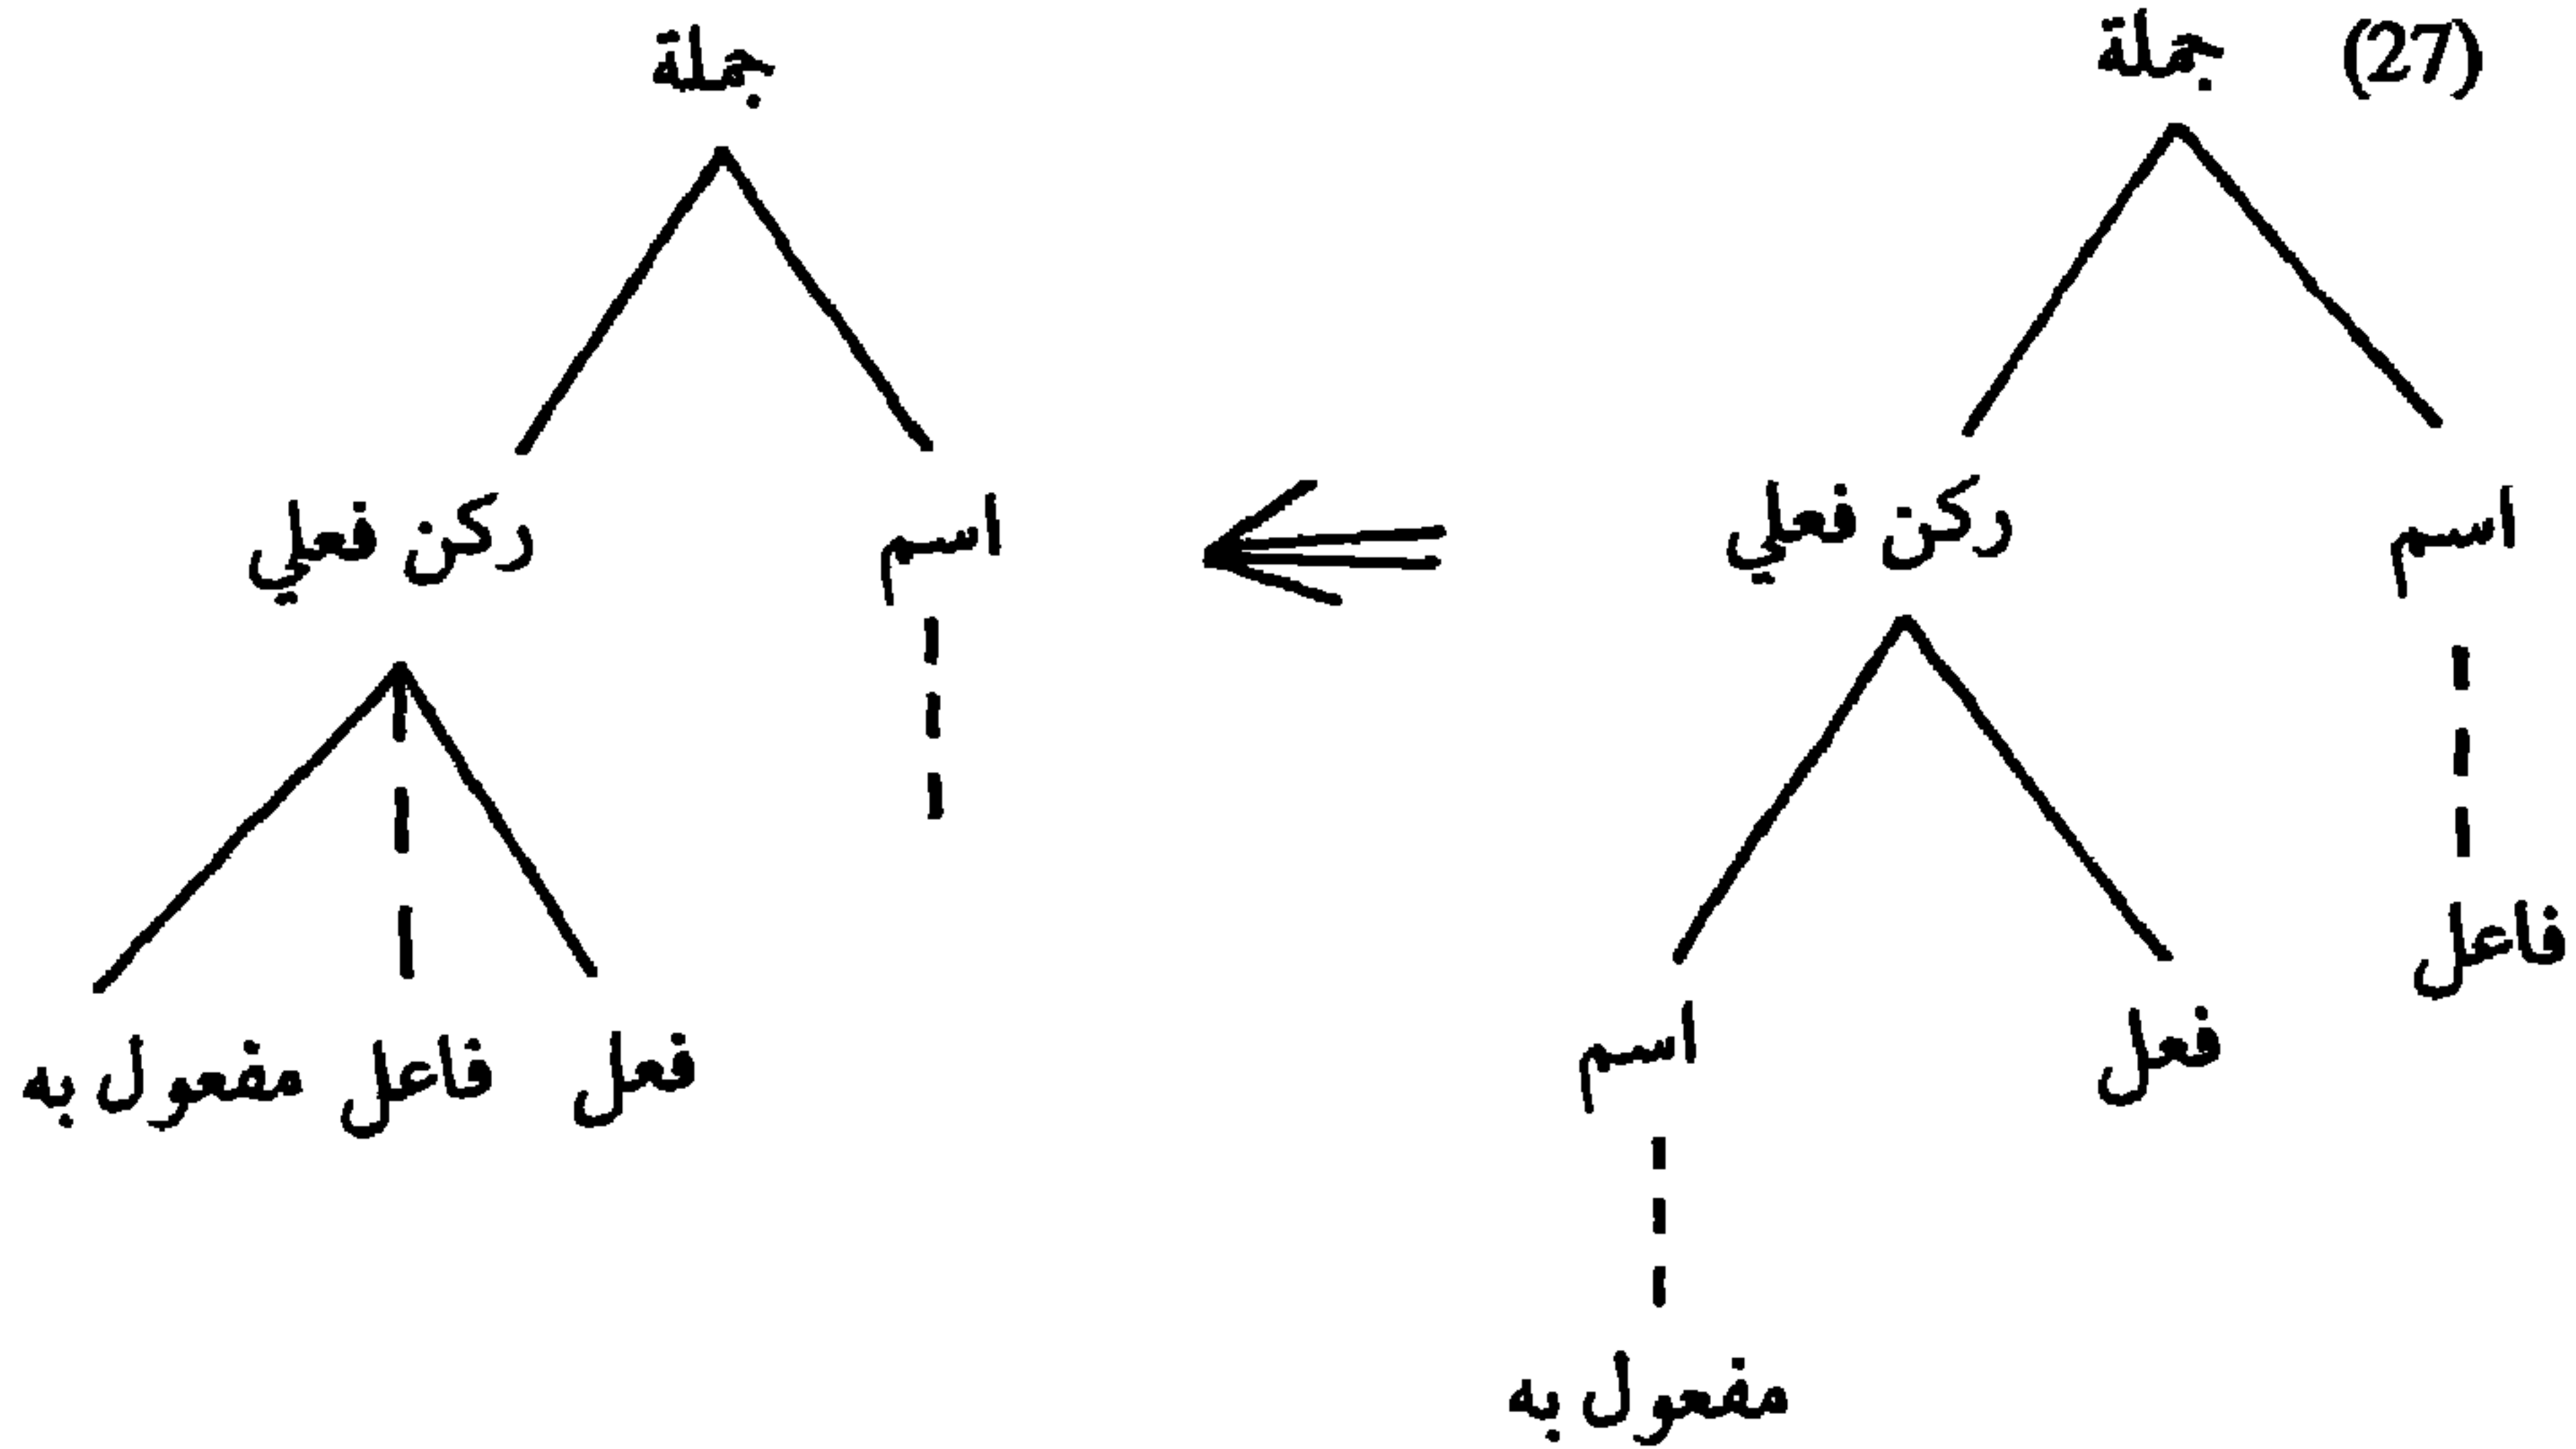 (27) جملة
جملة
اسم ركن فعلي
اسم ركن فعلي
فاعل
فعل اسم
فعل فاعل مفعول به
مفعول به